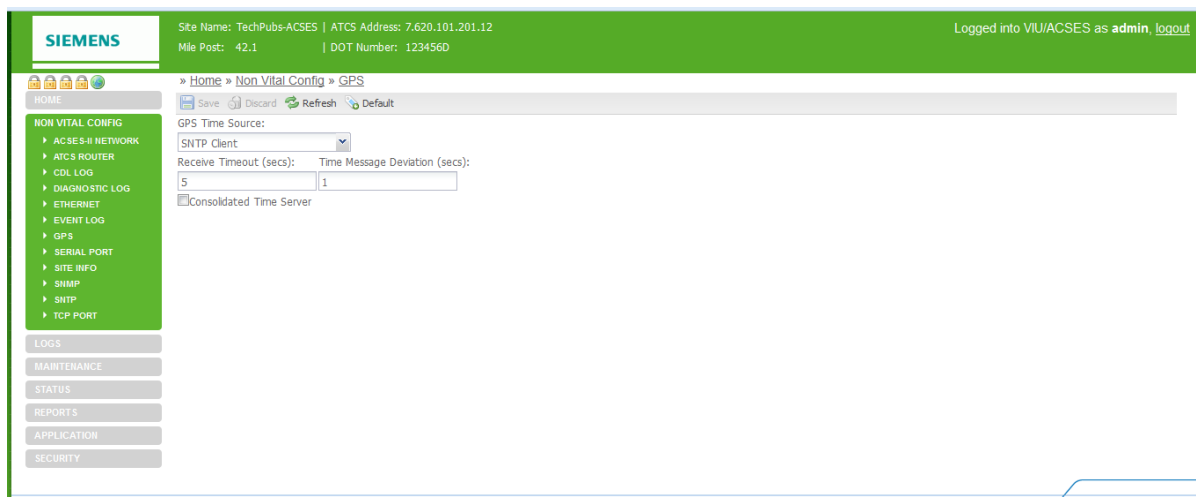 SIEMENS
Site Name: TechPubs-ACSES | ATCS Address: 7.620.101.201.12
Mile Post: 42.1 | DOT Number: 123456D
Logged into VIU/ACSES as admin, logout
» Home » Non Vital Config » GPS
Save Discard Refresh Default
HOME
NON VITAL CONFIG
ACSES-II NETWORK
ATCS ROUTER
CDL LOG
DIAGNOSTIC LOG
ETHERNET
EVENT LOG
GPS
SERIAL PORT
SITE INFO
SNMP
SNTP
TCP PORT
LOGS
MAINTENANCE
STATUS
REPORTS
APPLICATION
SECURITY
GPS Time Source:
SNTP Client
Receive Timeout (secs): Time Message Deviation (secs):
5 1
Consolidated Time Server